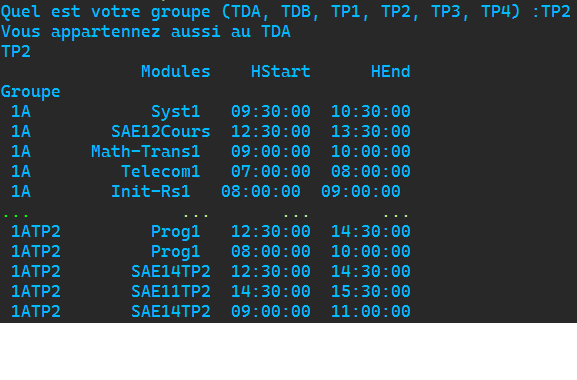 Quel est votre groupe (TDA, TDB, TP1, TP2, TP3, TP4) :TP2
Vous appartennez aussi au TDA
TP2
Modules HStart HEnd
Groupe
1A Syst1 09:30:00 10:30:00
1A SAE12Cours 12:30:00 13:30:00
1A Math-Trans1 09:00:00 10:00:00
1A Telecom1 07:00:00 08:00:00
1A Init-Rs1 08:00:00 09:00:00
... ... ... ...
1ATP2 Prog1 12:30:00 14:30:00
1ATP2 Prog1 08:00:00 10:00:00
1ATP2 SAE14TP2 12:30:00 14:30:00
1ATP2 SAE11TP2 14:30:00 15:30:00
1ATP2 SAE14TP2 09:00:00 11:00:00